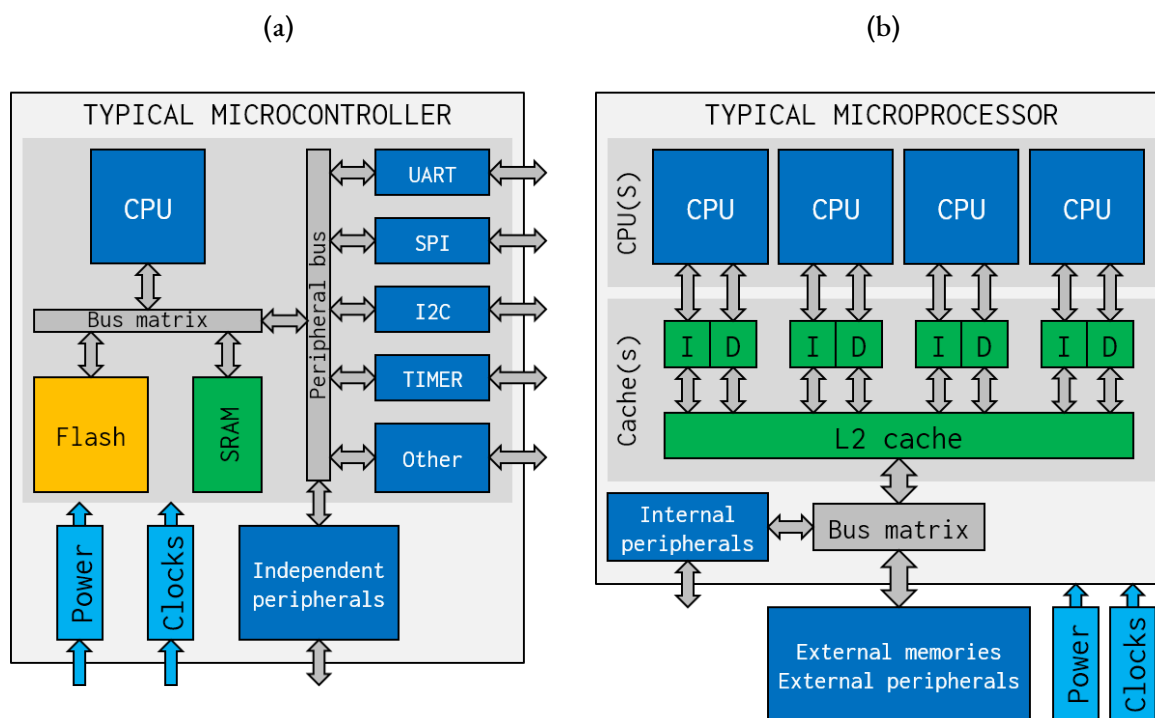 (a)
TYPICAL MICROCONTROLLER
CPU
Bus matrix
Flash
SRAM
Peripheral bus
UART
SPI
I2C
TIMER
Other
Power
Clocks
Independent
peripherals
(b)
TYPICAL MICROPROCESSOR
CPU(S)
CPU
CPU
CPU
CPU
Cache(s)
I
D
I
D
I
D
I
D
L2 cache
Internal
peripherals
Bus matrix
External memories
External peripherals
Power
Clocks